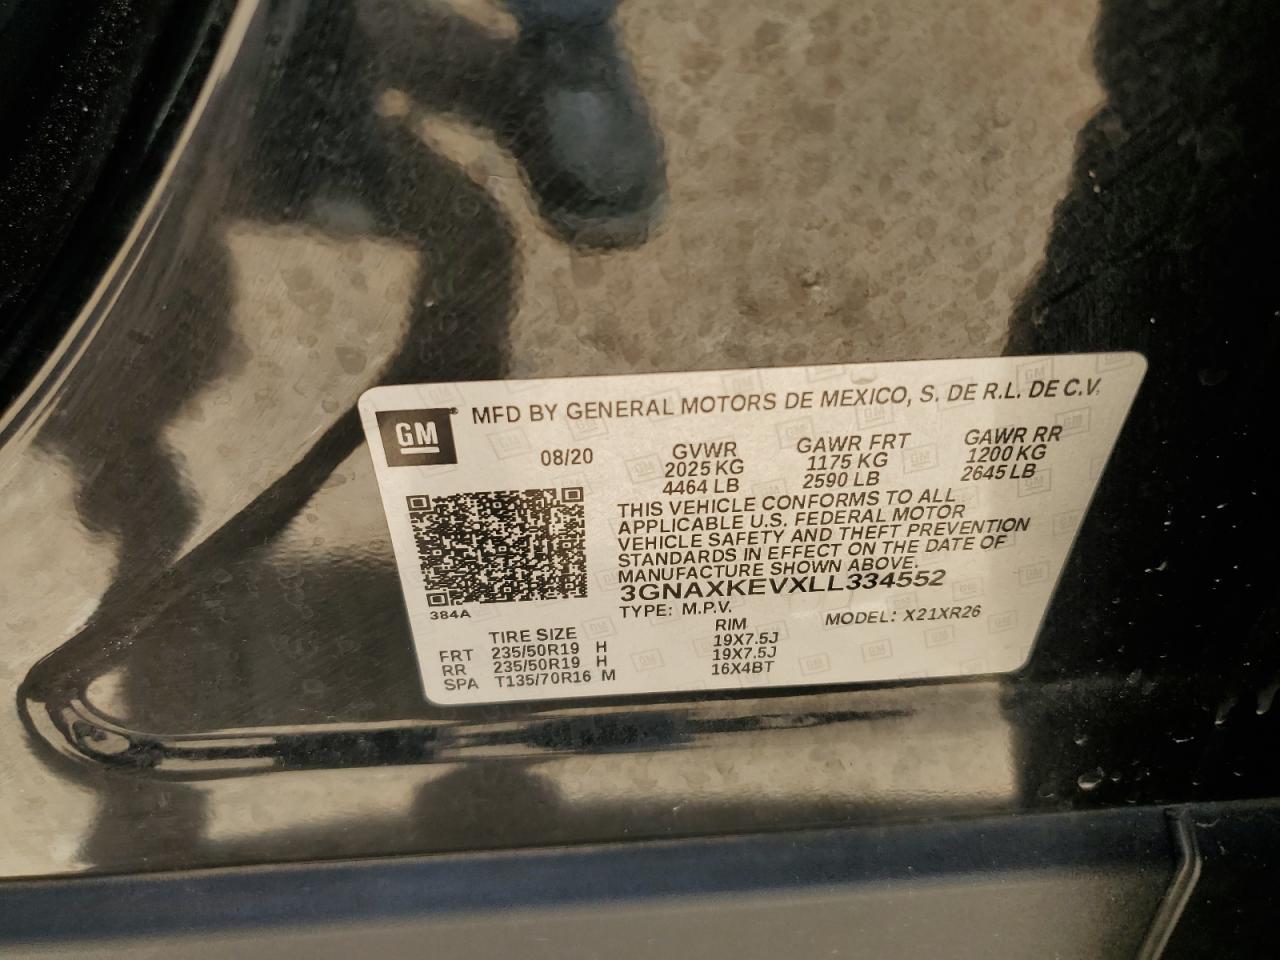 GM
MFD BY GENERAL MOTORS DE MEXICO, S. DE R.L. DE C.V.
08/20
GVWR
2025 KG
4464 LB
GAWR FRT
1175 KG
2590 LB
GAWR RR
1200 KG
2645 LB
THIS VEHICLE CONFORMS TO ALL
APPLICABLE U.S. FEDERAL MOTOR
VEHICLE SAFETY AND THEFT PREVENTION
STANDARDS IN EFFECT ON THE DATE OF
MANUFACTURE SHOWN ABOVE.
3GNAXKEVXLL334552
TYPE: M.P.V.
MODEL: X21XR26
384A
TIRE SIZE RIM
FRT 235/50R19 H 19X7.5J
RR 235/50R19 H 19X7.5J
SPA T135/70R16 M 16X4BT